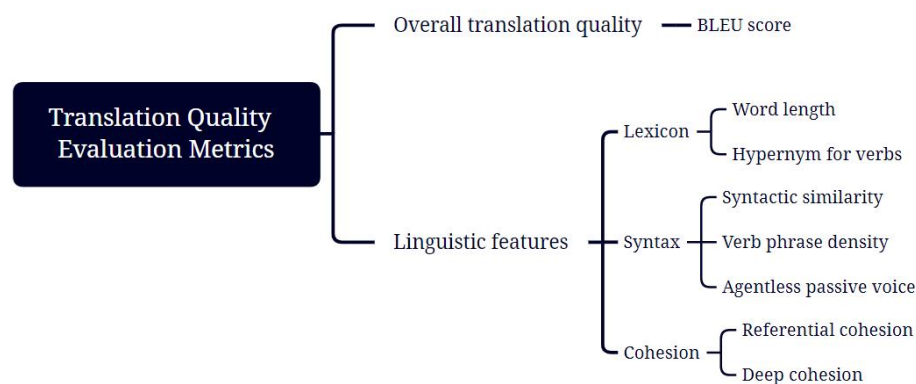 Translation Quality
Evaluation Metrics
Overall translation quality
BLEU score
Linguistic features
Lexicon
Word length
Hypernym for verbs
Syntax
Syntactic similarity
Verb phrase density
Agentless passive voice
Cohesion
Referential cohesion
Deep cohesion